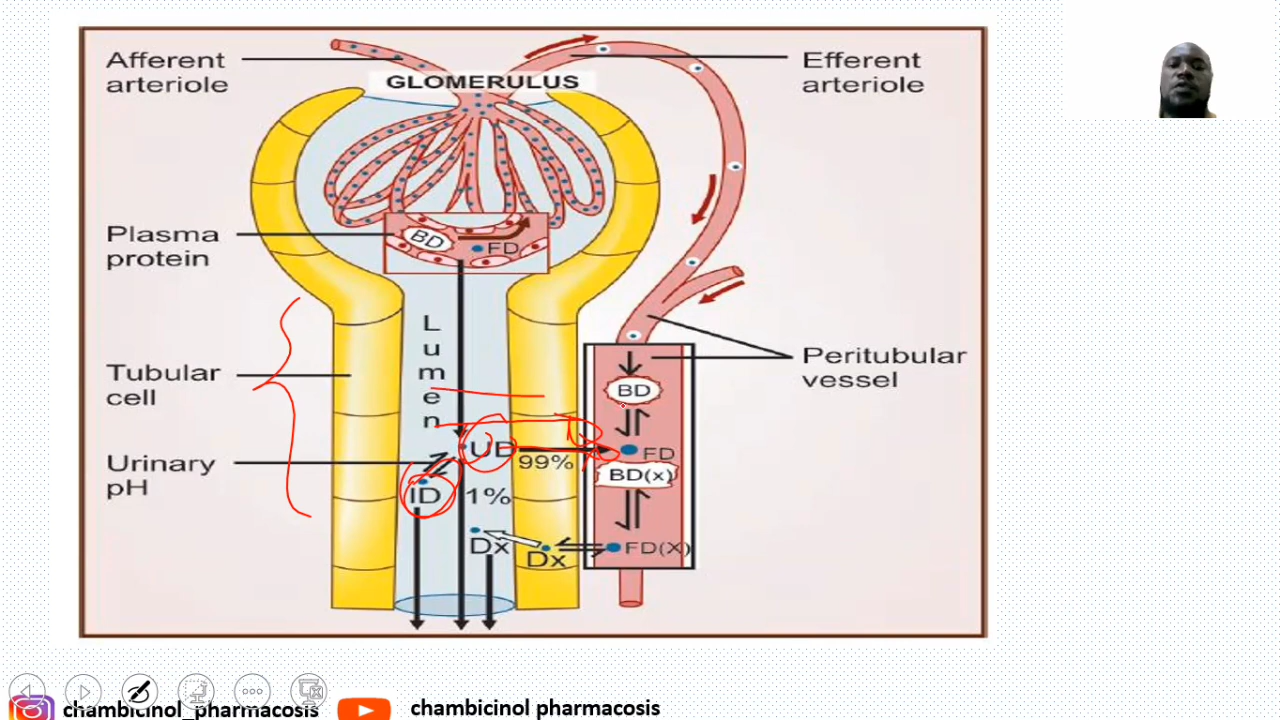 Afferent
arteriole
GLOMERULUS
Efferent
arteriole
Plasma
protein
BD
FD
Lumen
Tubular
cell
Peritubular
vessel
BD
UD
99%
FD
Urinary
pH
BD(x)
ID
1%
Dx
Dx
FD(X)
chambicinol_pharmacosis
chambicinol pharmacosis